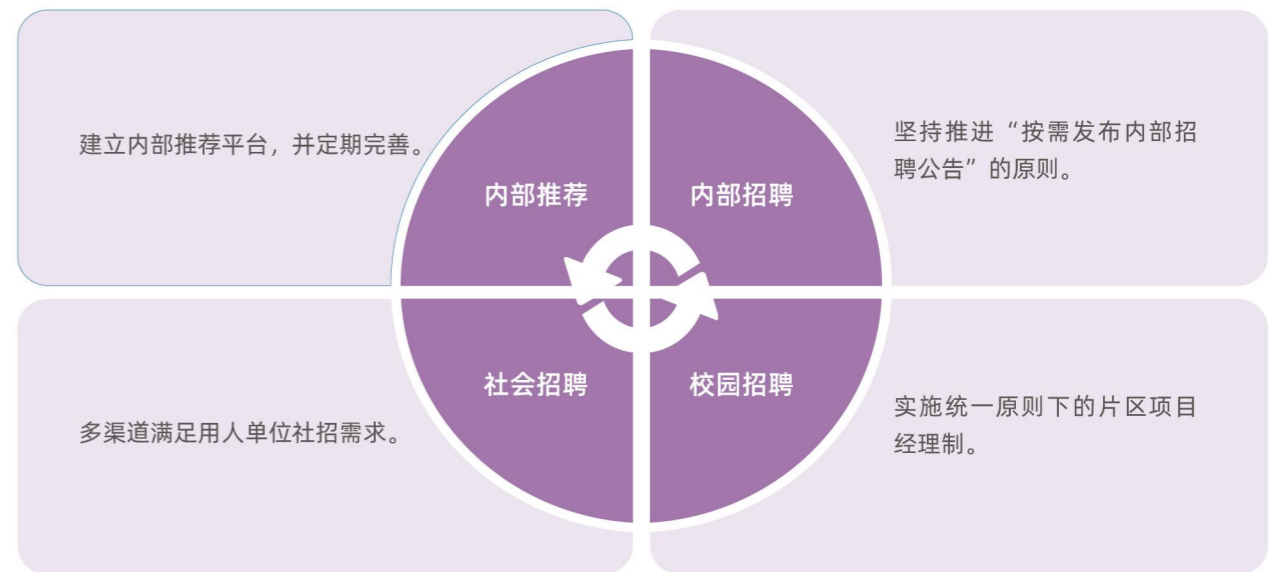 建立内部推荐平台，并定期完善。
内部推荐
内部招聘
坚持推进“按需发布内部招
聘公告”的原则。
多渠道满足用人单位社招需求。
社会招聘
校园招聘
实施统一原则下的片区项目
经理制。